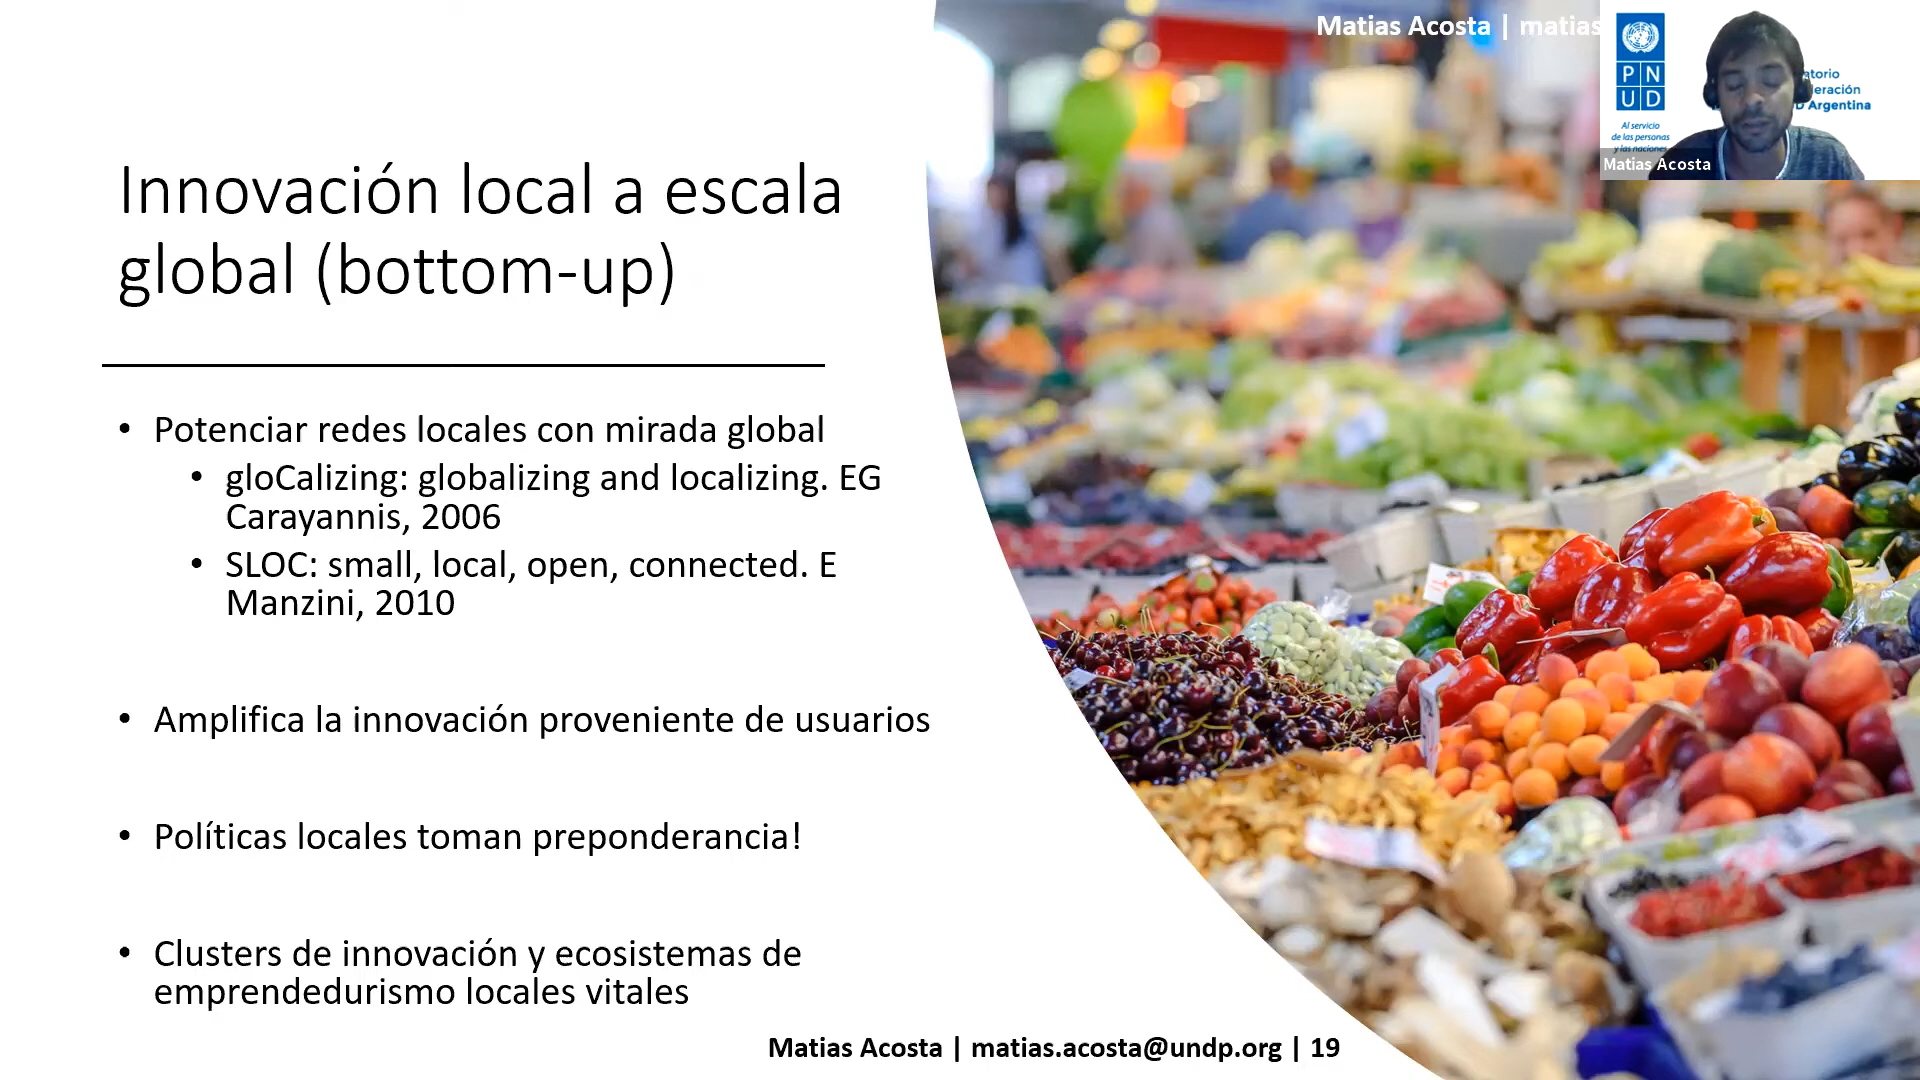 Matias Acosta | matias
PN
UD
Al servicio
de las personas
y las naciones
Argentina
Matias Acosta
Innovación local a escala
global (bottom-up)
• Potenciar redes locales con mirada global
• gloCalizing: globalizing and localizing. EG
Carayannis, 2006
• SLOC: small, local, open, connected. E
Manzini, 2010
• Amplifica la innovación proveniente de usuarios
• Políticas locales toman preponderancia!
• Clusters de innovación y ecosistemas de
emprendedurismo locales vitales
Matias Acosta | matias.acosta@undp.org | 19